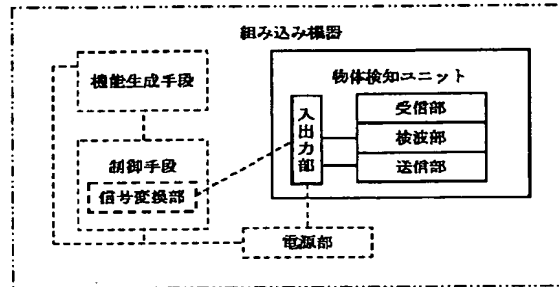 組み込み機器
機能生成手段
制御手段
信号変換部
物体検知ユニット
入出力部
受信部
検波部
送信部
電源部